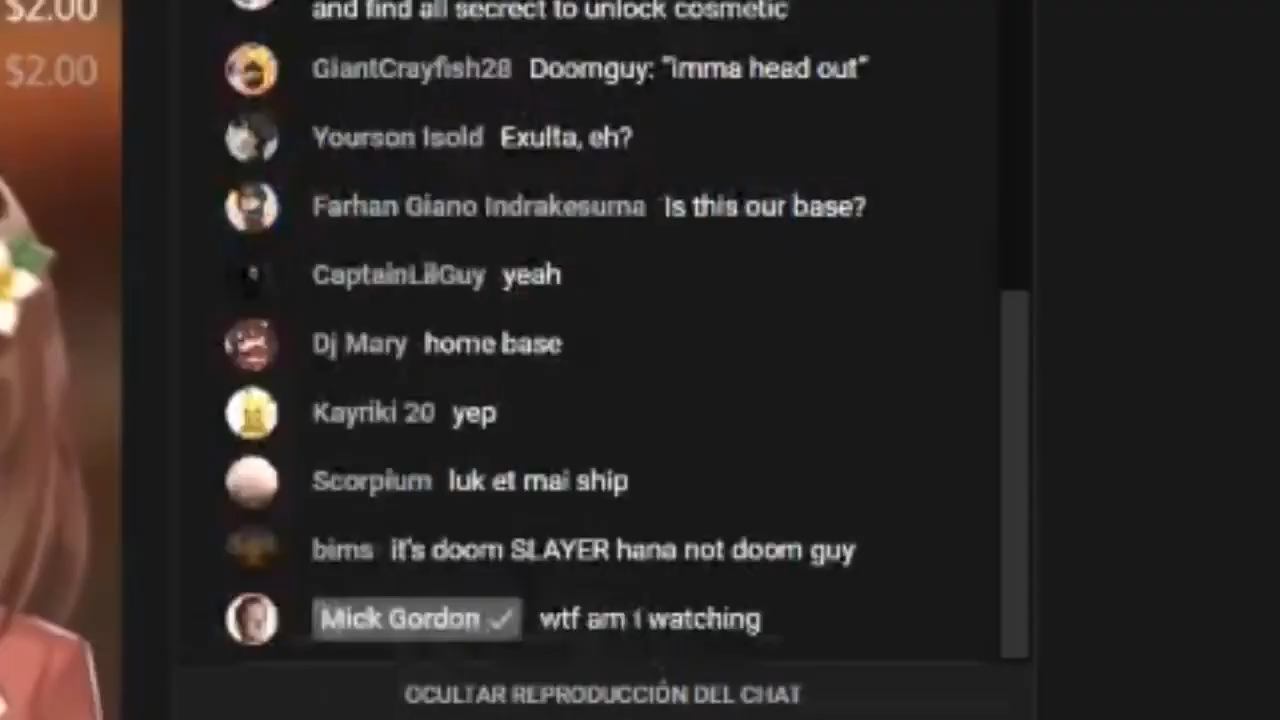 $2.00
and find all secrect to unlock cosmetic
$2.00
GiantCrayfish28 Doomguy: "imma head out"
Yourson Isold Exulta, eh?
Farhan Giano Indrakesuma Is this our base?
CaptainLilGuy yeah
Dj Mary home base
Kayriki 20 yep
Scorpium luk et mai ship
bims it's doom SLAYER hana not doom guy
Mick Gordon ✓ wtf am i watching
OCULTAR REPRODUCCIÓN DEL CHAT